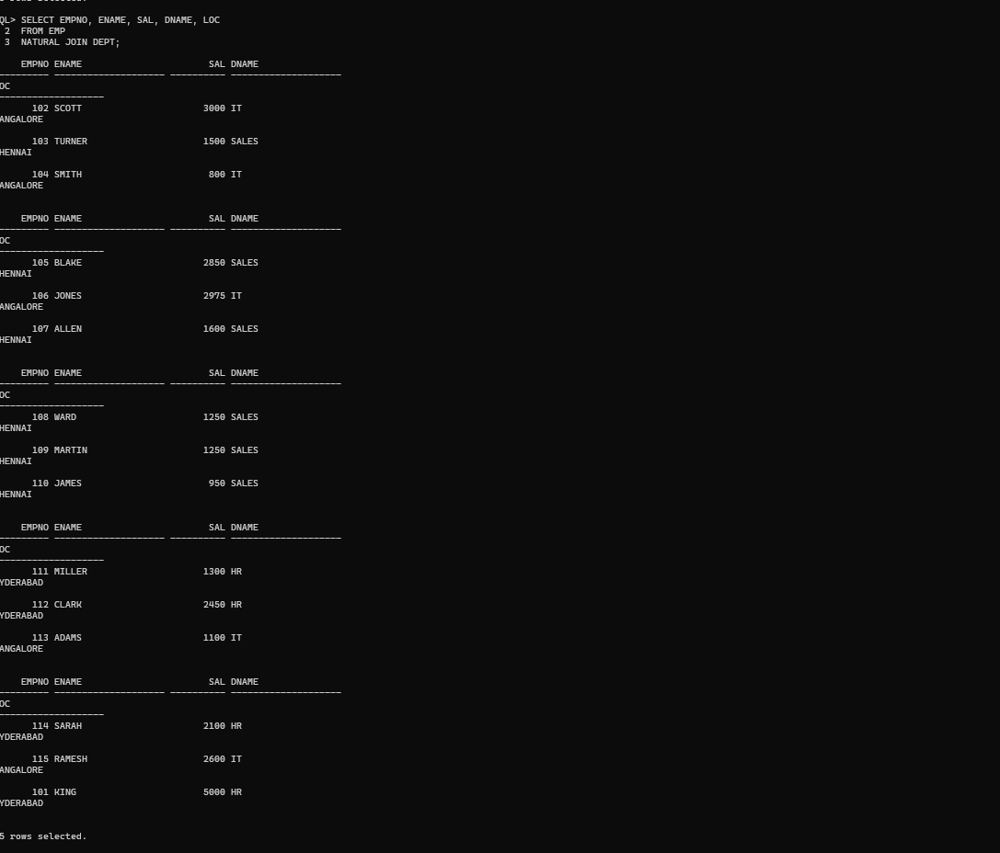 QL> SELECT EMPNO, ENAME, SAL, DNAME, LOC
2 FROM EMP
3 NATURAL JOIN DEPT;
EMPNO ENAME SAL DNAME
--------- -------------------- ---------- --------------------
OC
-------------------
102 SCOTT 3000 IT
ANGALORE
103 TURNER 1500 SALES
HENNAI
104 SMITH 800 IT
ANGALORE
EMPNO ENAME SAL DNAME
--------- -------------------- ---------- --------------------
OC
-------------------
105 BLAKE 2850 SALES
HENNAI
106 JONES 2975 IT
ANGALORE
107 ALLEN 1600 SALES
HENNAI
EMPNO ENAME SAL DNAME
--------- -------------------- ---------- --------------------
OC
-------------------
108 WARD 1250 SALES
HENNAI
109 MARTIN 1250 SALES
HENNAI
110 JAMES 950 SALES
HENNAI
EMPNO ENAME SAL DNAME
--------- -------------------- ---------- --------------------
OC
-------------------
111 MILLER 1300 HR
YDERABAD
112 CLARK 2450 HR
YDERABAD
113 ADAMS 1100 IT
ANGALORE
EMPNO ENAME SAL DNAME
--------- -------------------- ---------- --------------------
OC
-------------------
114 SARAH 2100 HR
YDERABAD
115 RAMESH 2600 IT
ANGALORE
101 KING 5000 HR
YDERABAD
5 rows selected.